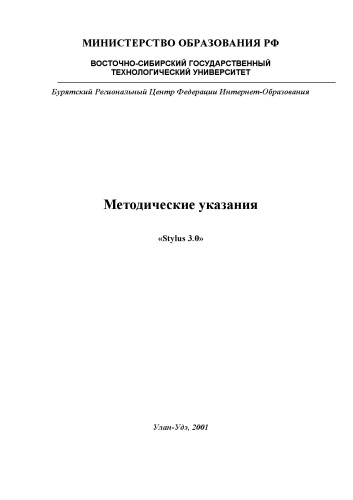 МИНИСТЕРСТВО ОБРАЗОВАНИЯ РФ
ВОСТОЧНО-СИБИРСКИЙ ГОСУДАРСТВЕННЫЙ
ТЕХНОЛОГИЧЕСКИЙ УНИВЕРСИТЕТ
Бурятский Региональный Центр Федерации Интернет-Образования
Методические указания
«Stylus 3.0»
Улан-Удэ, 2001